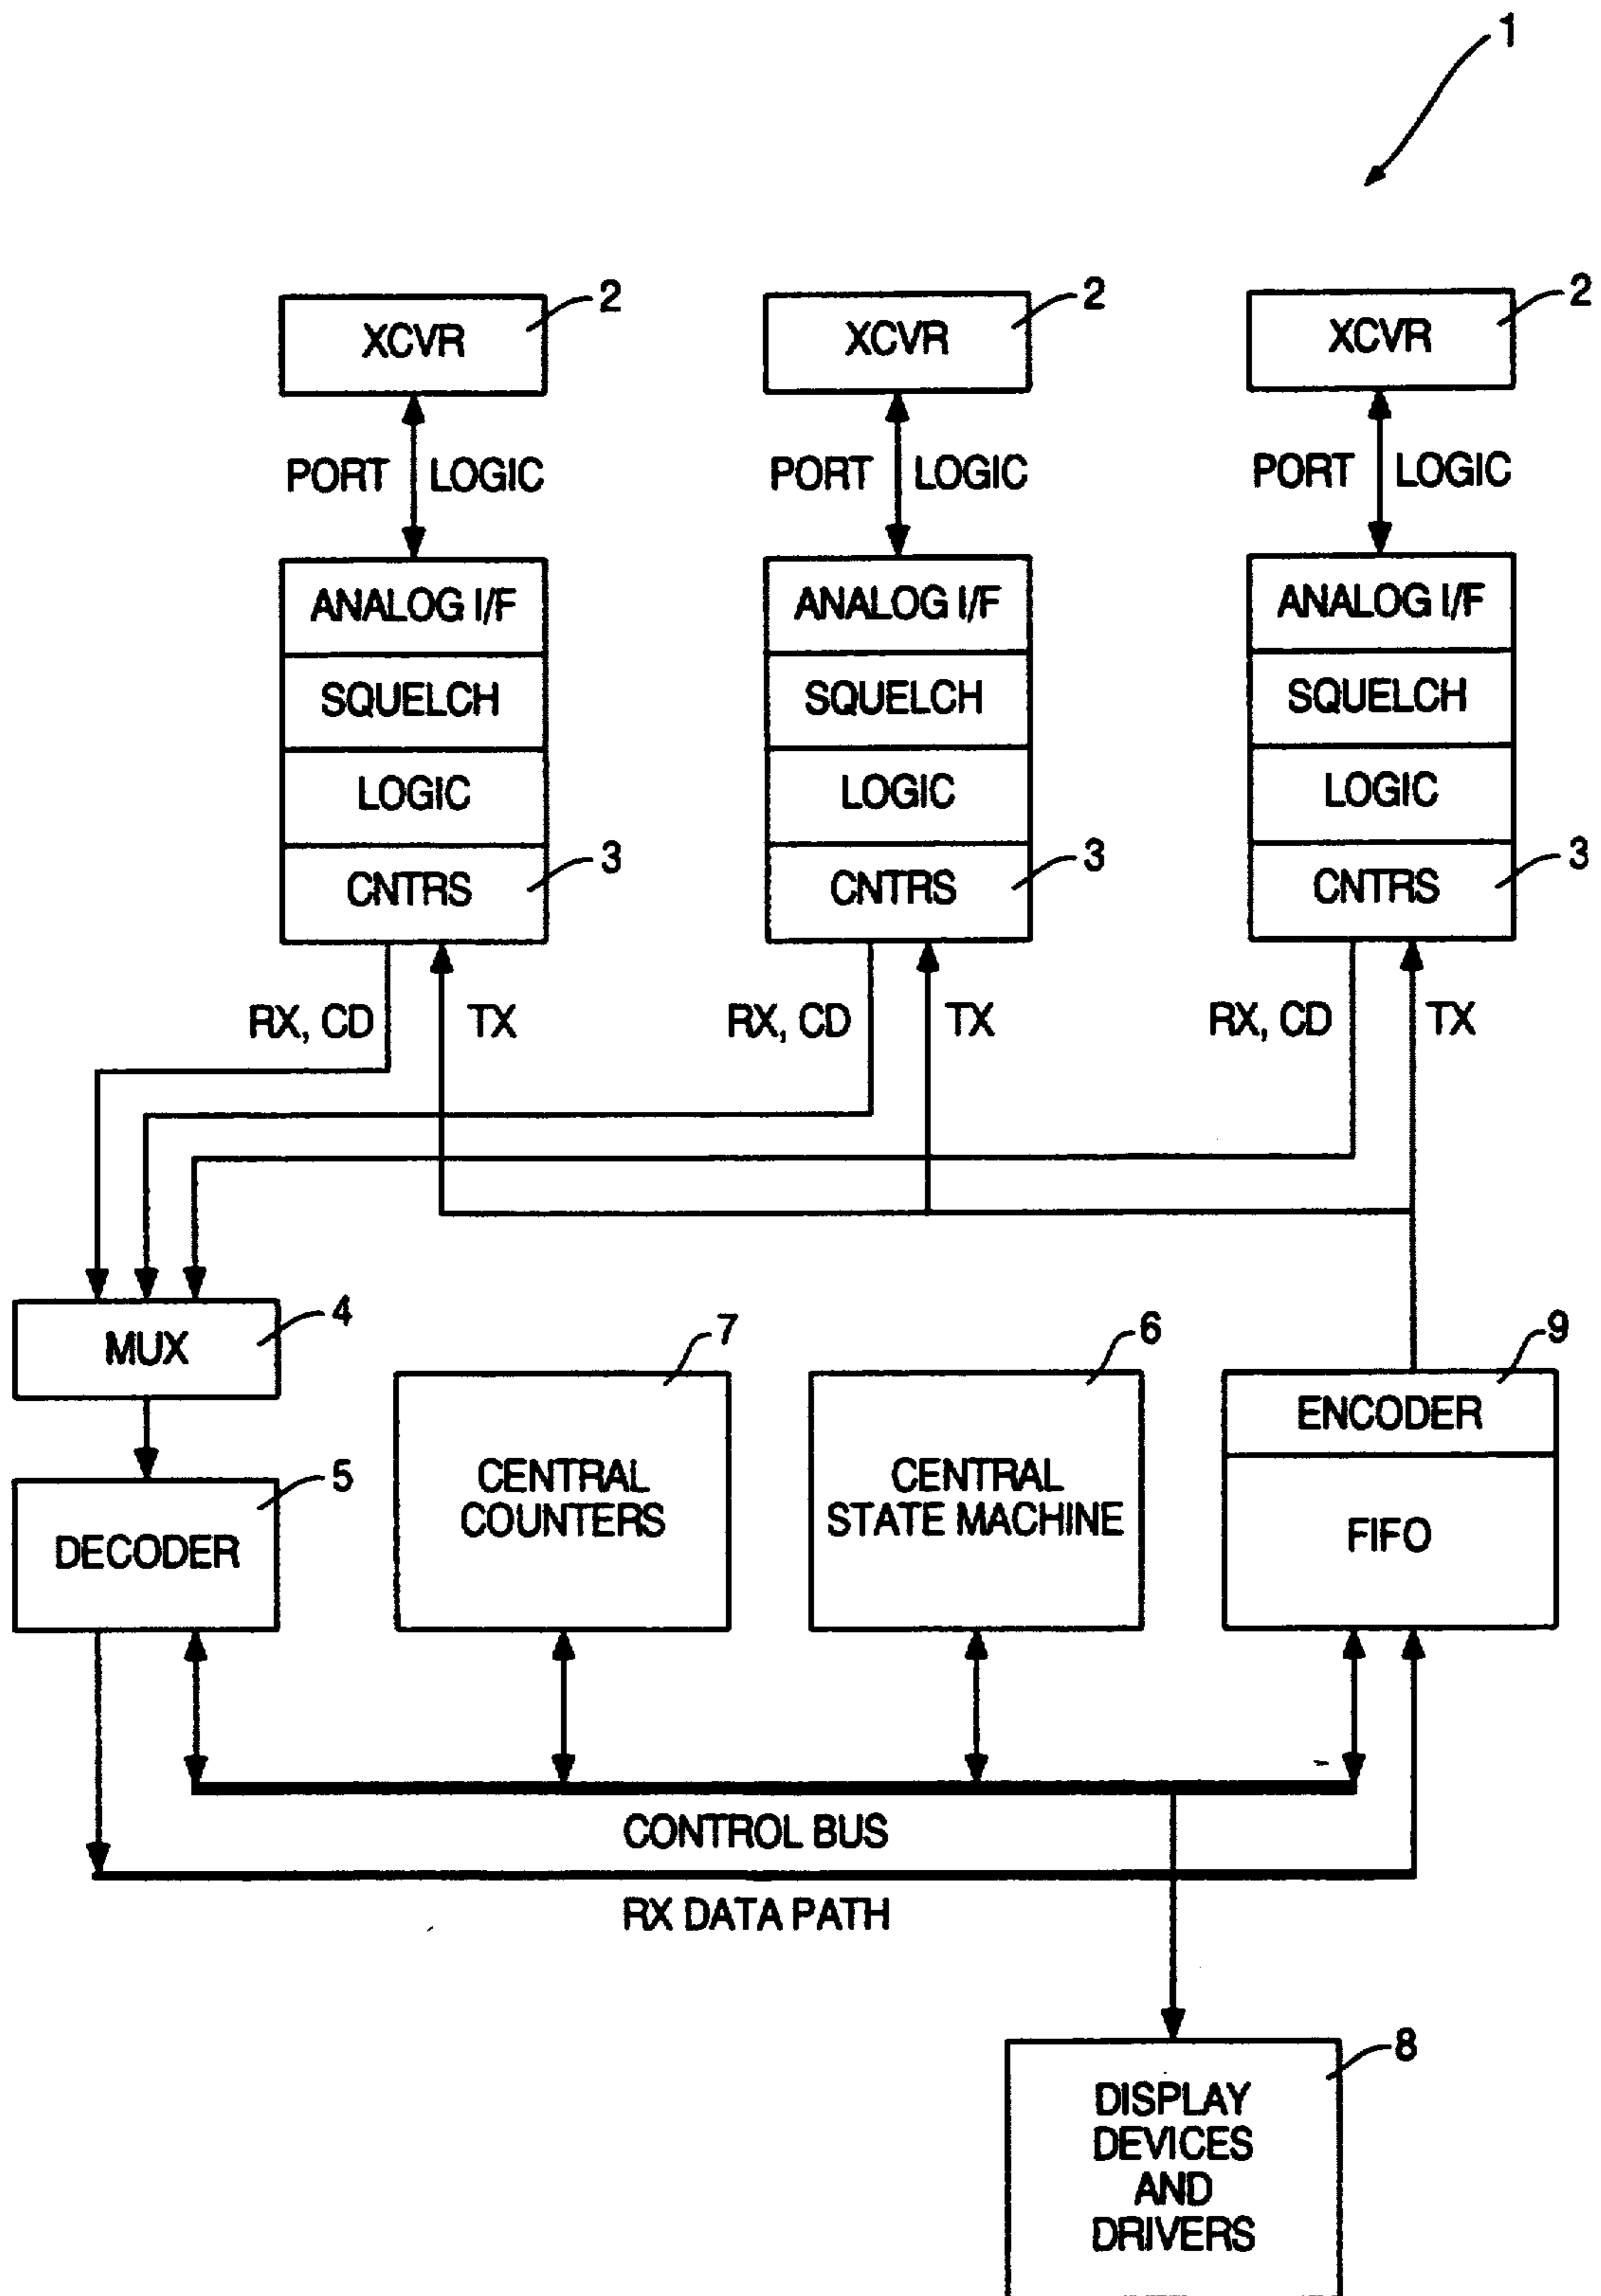 1
XCVR 2
XCVR 2
XCVR 2
PORT LOGIC
PORT LOGIC
PORT LOGIC
ANALOG I/F
SQUELCH
LOGIC
CNTRS 3
ANALOG I/F
SQUELCH
LOGIC
CNTRS 3
ANALOG I/F
SQUELCH
LOGIC
CNTRS 3
RX, CD TX
RX, CD TX
RX, CD TX
MUX 4
DECODER 5
7
CENTRAL
COUNTERS
6
CENTRAL
STATE MACHINE
9
ENCODER
FIFO
CONTROL BUS
RX DATA PATH
8
DISPLAY
DEVICES
AND
DRIVERS